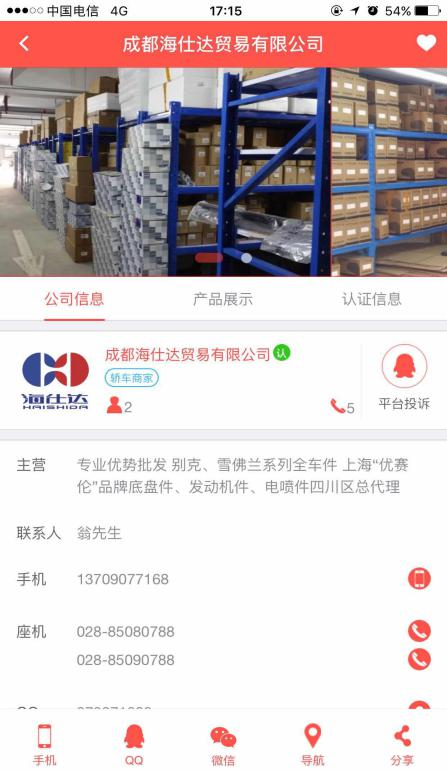 中国电信 4G 17:15 54%
成都海仕达贸易有限公司
公司信息 产品展示 认证信息
成都海仕达贸易有限公司 认
轿车商家
2 5
海仕达
HAISHIDA
平台投诉
主营 专业优势批发 别克、雪佛兰系列全车件 上海“优赛
伦”品牌底盘件、发动机件、电喷件四川区总代理
联系人 翁先生
手机 13709077168
座机 028-85080788
028-85090788
手机 QQ 微信 导航 分享